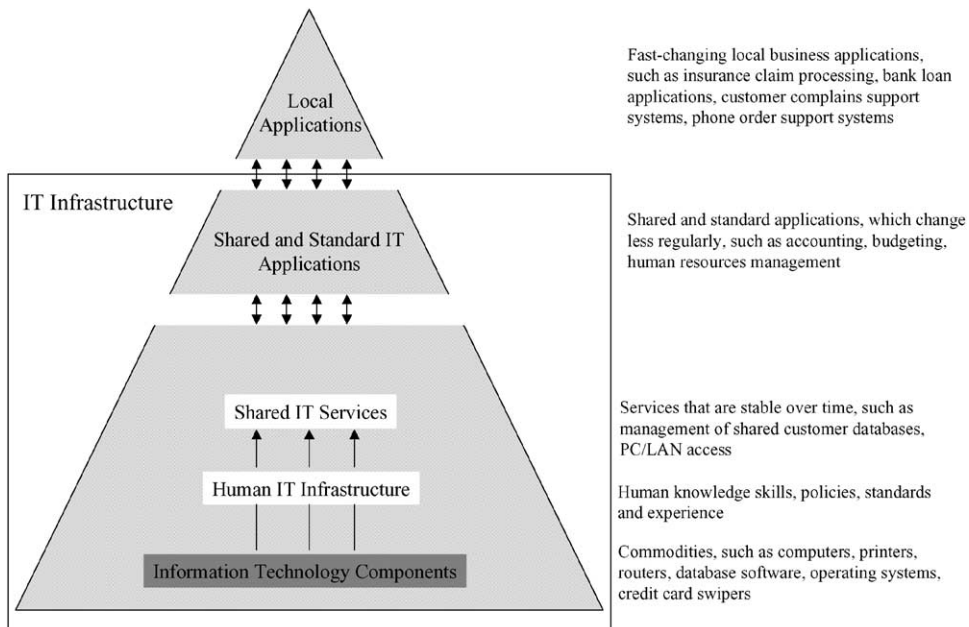 Local
Applications
Fast-changing local business applications,
such as insurance claim processing, bank loan
applications, customer complains support
systems, phone order support systems
IT Infrastructure
Shared and Standard IT
Applications
Shared and standard applications, which change
less regularly, such as accounting, budgeting,
human resources management
Shared IT Services
Services that are stable over time, such as
management of shared customer databases,
PC/LAN access
Human IT Infrastructure
Human knowledge skills, policies, standards
and experience
Information Technology Components
Commodities, such as computers, printers,
routers, database software, operating systems,
credit card swipers